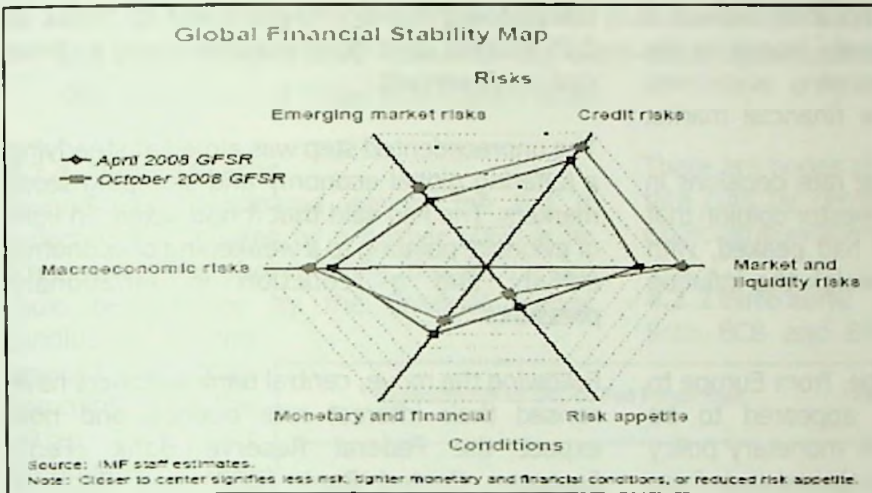 Global Financial Stability Map
Risks
Emerging market risks
Credit risks
April 2008 GFSR
October 2008 GFSR
Macroeconomic risks
Market and
liquidity risks
Monetary and financial
Risk appetite
Conditions
Source: IMF staff estimates.
Note: Closer to center signifies less risk, tighter monetary and financial conditions, or reduced risk appetite.